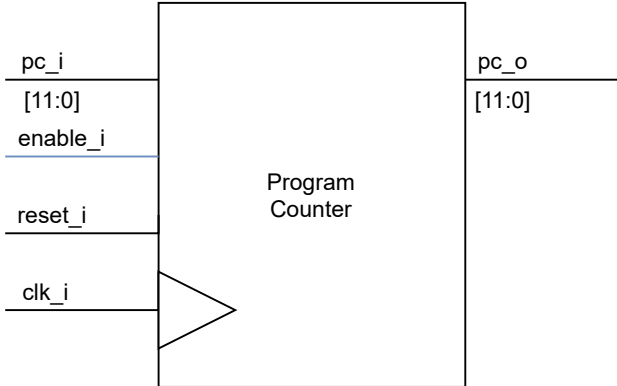 pc_i
[11:0]
enable_i
reset_i
clk_i
Program
Counter
pc_o
[11:0]